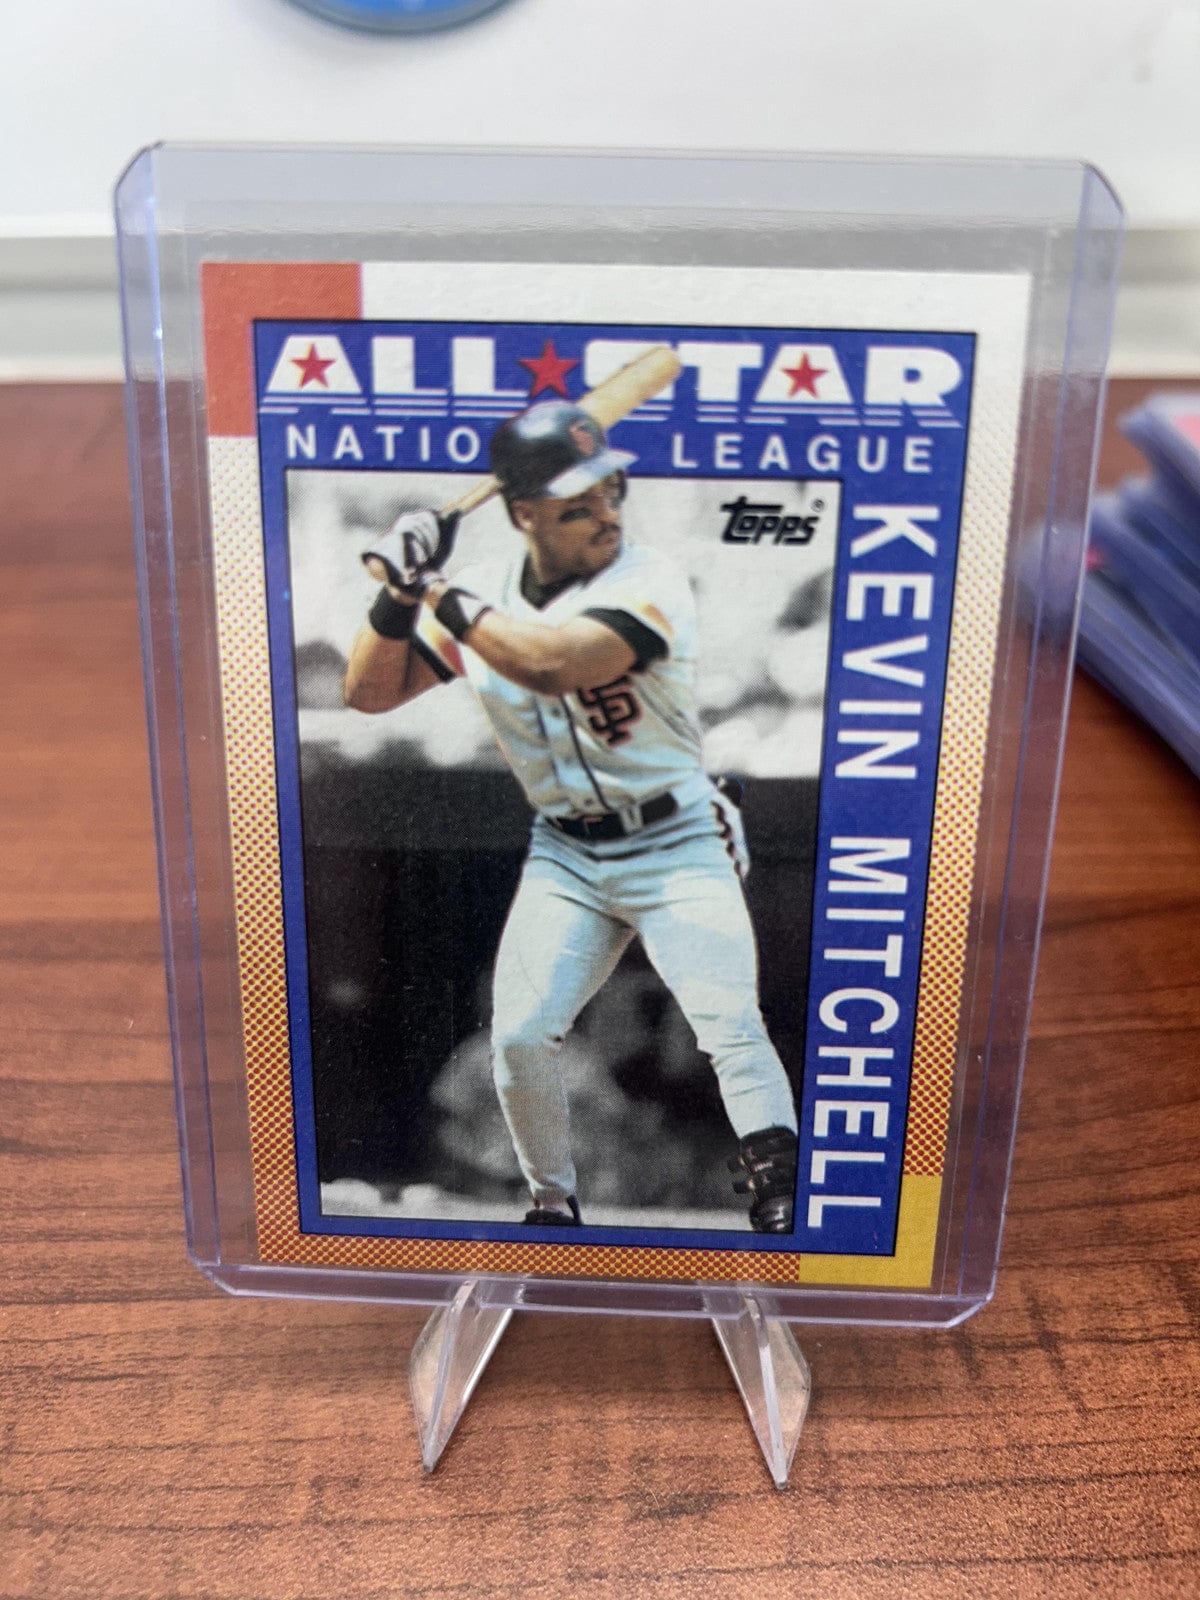 ALL★STAR
NATIO LEAGUE
Topps®
KEVIN MITCHELL
SF